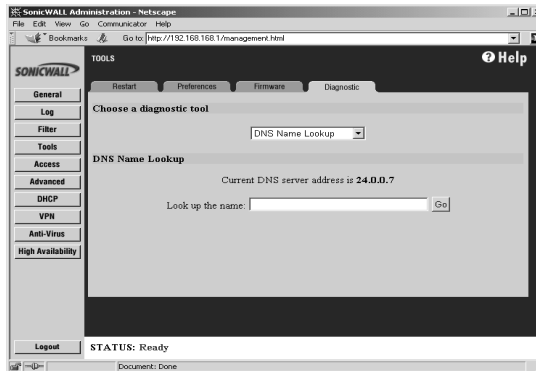 SonicWALL Administration - Netscape
File Edit View Go Communicator Help
Bookmarks Go to: http://192.168.168.1/management.html
SONICWALL
TOOLS
Help
Restart Preferences Firmware Diagnostic
General
Log
Filter
Tools
Access
Advanced
DHCP
VPN
Anti-Virus
High Availability
Logout
Choose a diagnostic tool
DNS Name Lookup
DNS Name Lookup
Current DNS server address is 24.0.0.7
Look up the name: Go
STATUS: Ready
Document: Done